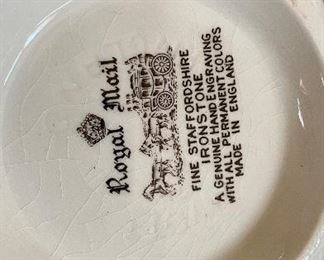 Royal Mail
FINE STAFFORDSHIRE
IRONSTONE
A GENUINE HAND ENGRAVING
WITH ALL PERMANENT COLORS
MADE IN ENGLAND